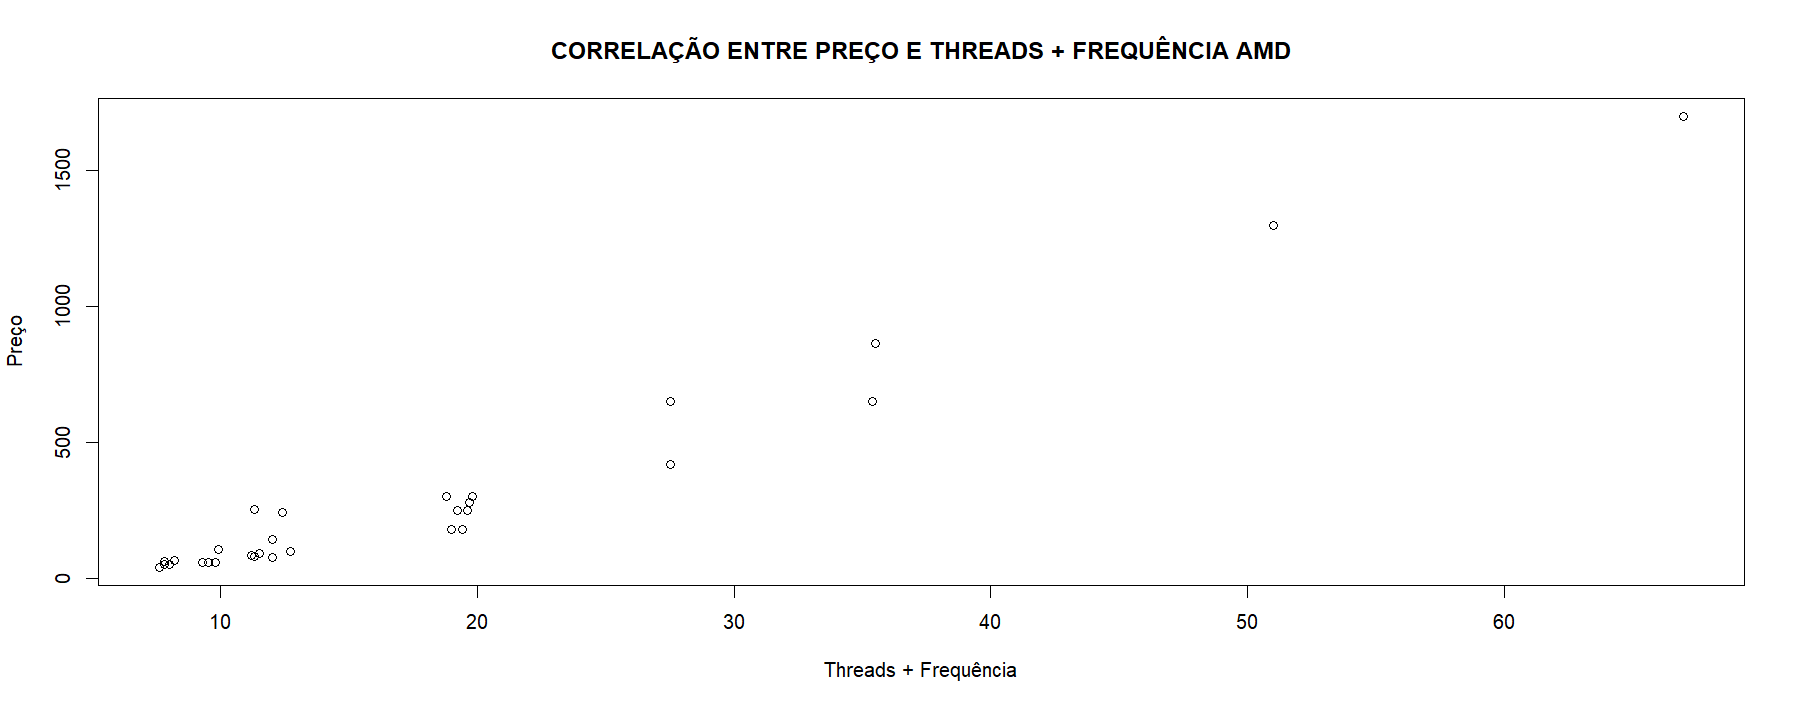 CORRELAÇÃO ENTRE PREÇO E THREADS + FREQUÊNCIA AMD
Preço
1500
1000
500
0
10 20 30 40 50 60
Threads + Frequência